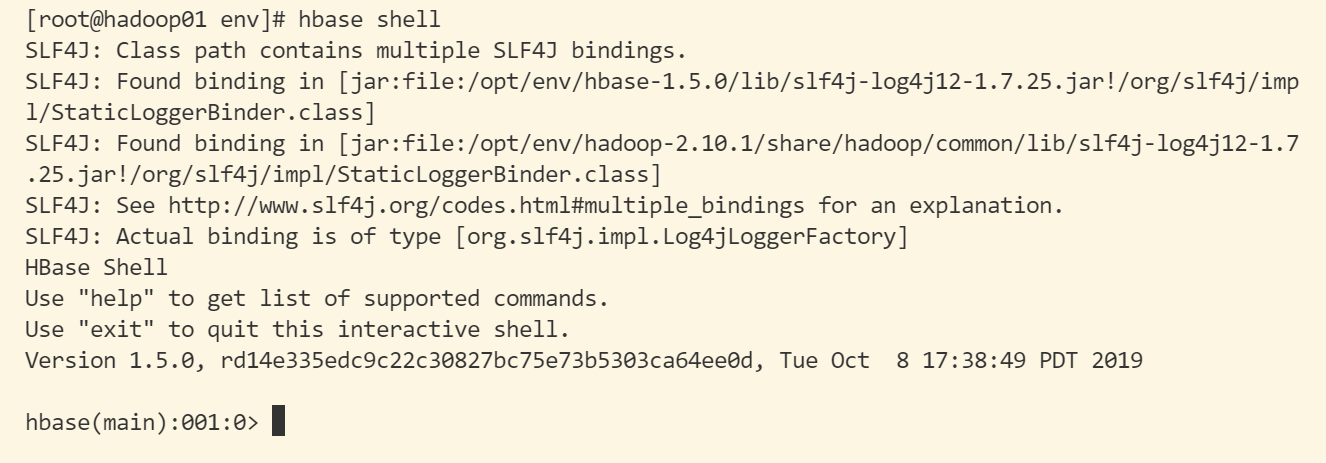 [root@hadoop01 env]# hbase shell
SLF4J: Class path contains multiple SLF4J bindings.
SLF4J: Found binding in [jar:file:/opt/env/hbase-1.5.0/lib/slf4j-log4j12-1.7.25.jar!/org/slf4j/imp
l/StaticLoggerBinder.class]
SLF4J: Found binding in [jar:file:/opt/env/hadoop-2.10.1/share/hadoop/common/lib/slf4j-log4j12-1.7
.25.jar!/org/slf4j/impl/StaticLoggerBinder.class]
SLF4J: See http://www.slf4j.org/codes.html#multiple_bindings for an explanation.
SLF4J: Actual binding is of type [org.slf4j.impl.Log4jLoggerFactory]
HBase Shell
Use "help" to get list of supported commands.
Use "exit" to quit this interactive shell.
Version 1.5.0, rd14e335edc9c22c30827bc75e73b5303ca64ee0d, Tue Oct  8 17:38:49 PDT 2019
hbase(main):001:0>